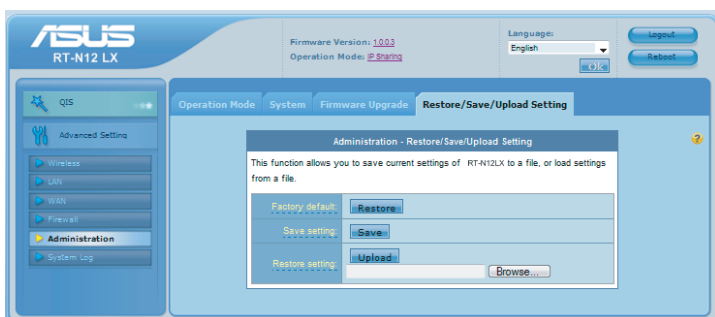 ASUS
RT-N12 LX
Firmware Version: 1.0.0.3
Operation Mode: IP Sharing
Language:
English
Ok
Logout
Reboot
QIS
Advanced Setting
Wireless
LAN
WAN
Firewall
Administration
System Log
Operation Mode System Firmware Upgrade Restore/Save/Upload Setting
?
Administration - Restore/Save/Upload Setting
This function allows you to save current settings of RT-N12LX to a file, or load settings
from a file.
Factory default: Restore
Save setting: Save
Restore setting: Upload
Browse...